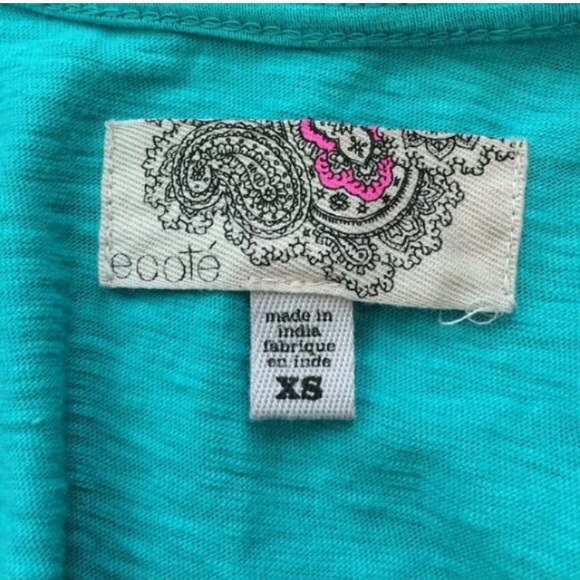 ecoté
made in
india
fabrique
en inde
XS